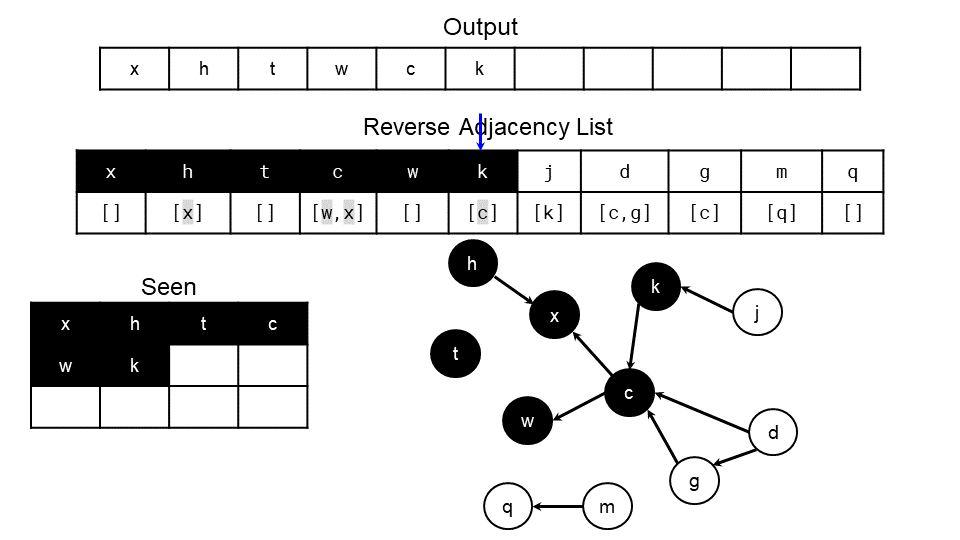 Output
x h t w c k
Reverse Adjacency List
x h t c w k j d g m q
[] [x] [] [w,x] [] [c] [k] [c,g] [c] [q] []
Seen
x h t c
w k
h
k
x
j
t
c
w
d
g
q
m